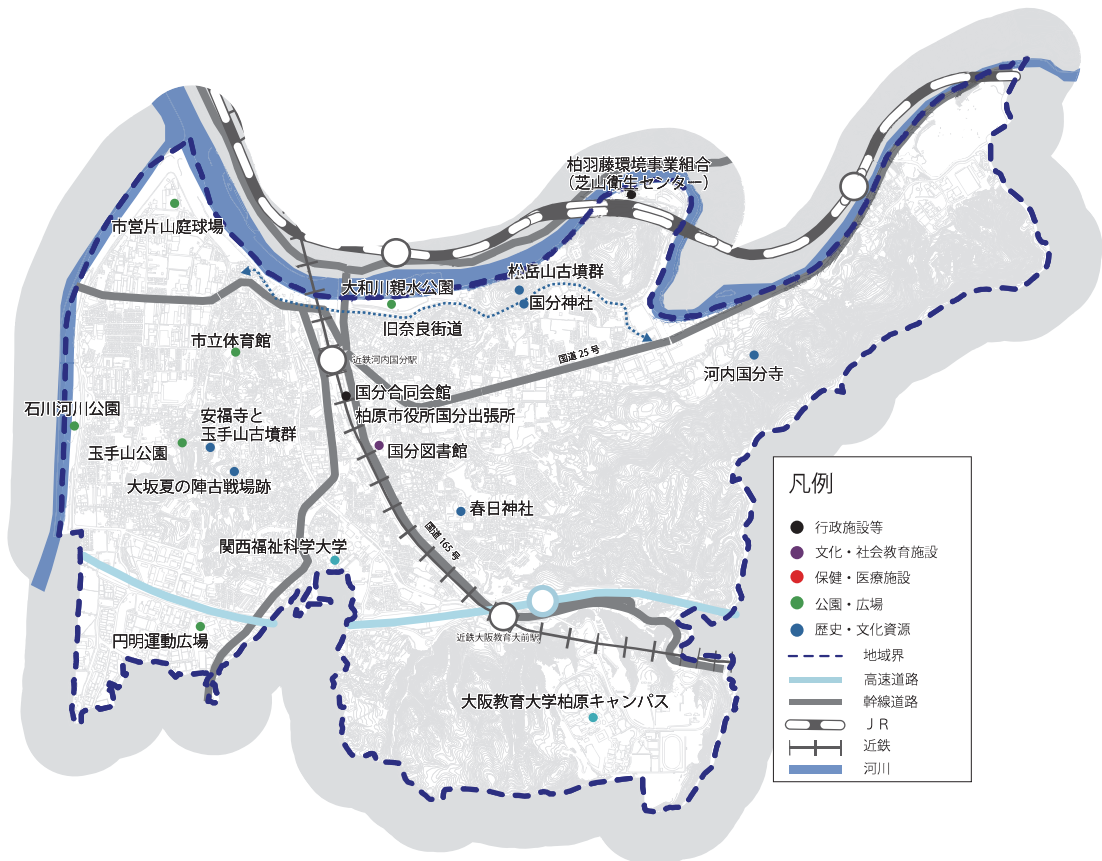 柏羽藤環境事業組合
（芝山衛生センター）
市営片山庭球場
松岳山古墳群
大和川親水公園
国分神社
旧奈良街道
市立体育館
国道 25 号
近鉄河内国分駅
河内国分寺
国分合同会館
石川河川公園
安福寺と
玉手山古墳群
柏原市役所国分出張所
玉手山公園
国分図書館
大坂夏の陣古戦場跡
春日神社
国道 165 号
関西福祉科学大学
円明運動広場
近鉄大阪教育大前駅
大阪教育大学柏原キャンパス
凡例
行政施設等
文化・社会教育施設
保健・医療施設
公園・広場
歴史・文化資源
地域界
高速道路
幹線道路
ＪＲ
近鉄
河川